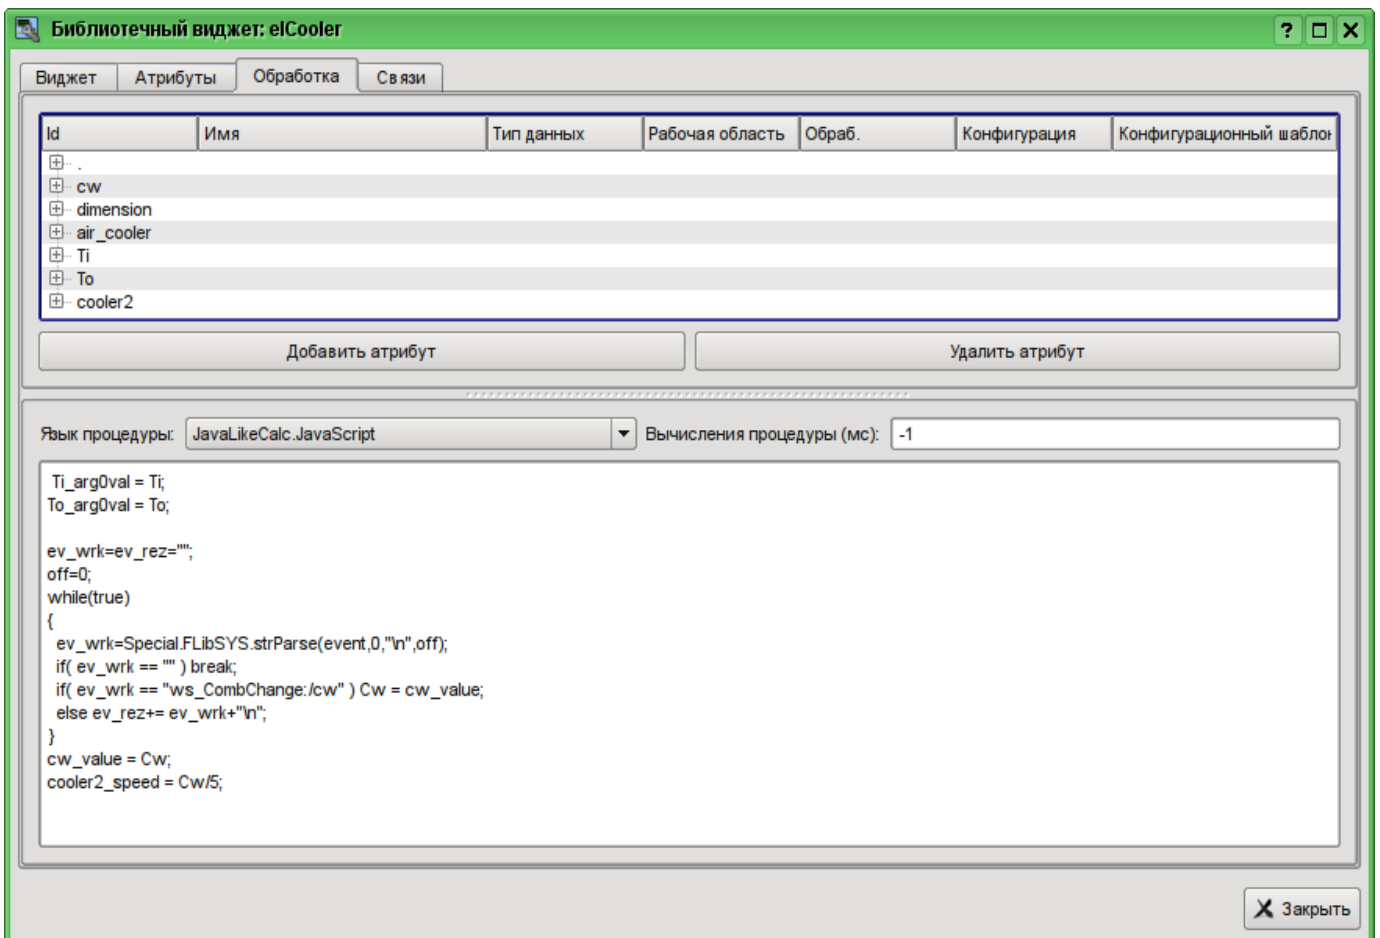 Библиотечный виджет: elCooler
Виджет Атрибуты Обработка Связи
Id Имя Тип данных Рабочая область Обраб. Конфигурация Конфигурационный шаблон
.
cw
dimension
air_cooler
Ti
To
cooler2
Добавить атрибут Удалить атрибут
Язык процедуры: JavaLikeCalc.JavaScript Вычисления процедуры (мс): -1
Ti_arg0val = Ti;
To_arg0val = To;
ev_wrk=ev_rez="";
off=0;
while(true)
{
ev_wrk=Special.FLibSYS.strParse(event,0,"\n",off);
if( ev_wrk == "" ) break;
if( ev_wrk == "ws_CombChange:/cw" ) Cw = cw_value;
else ev_rez+= ev_wrk+"\n";
}
cw_value = Cw;
cooler2_speed = Cw/5;
Закрыть